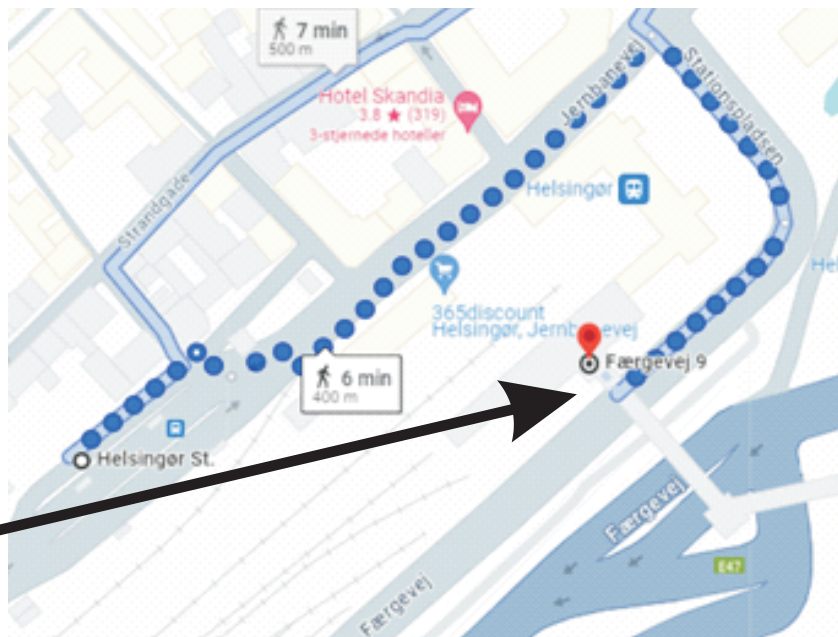 7 min
500 m
Hotel Skandia
3.8 ★ (319)
3-stjernede hoteller
Jernbanevej
Stationspladsen
Strandgade
Helsingør
Hel
365discount
Helsingør, Jernbanevej
Færgevej 9
6 min
400 m
Helsingør St.
Færgevej
E47
Færgevej